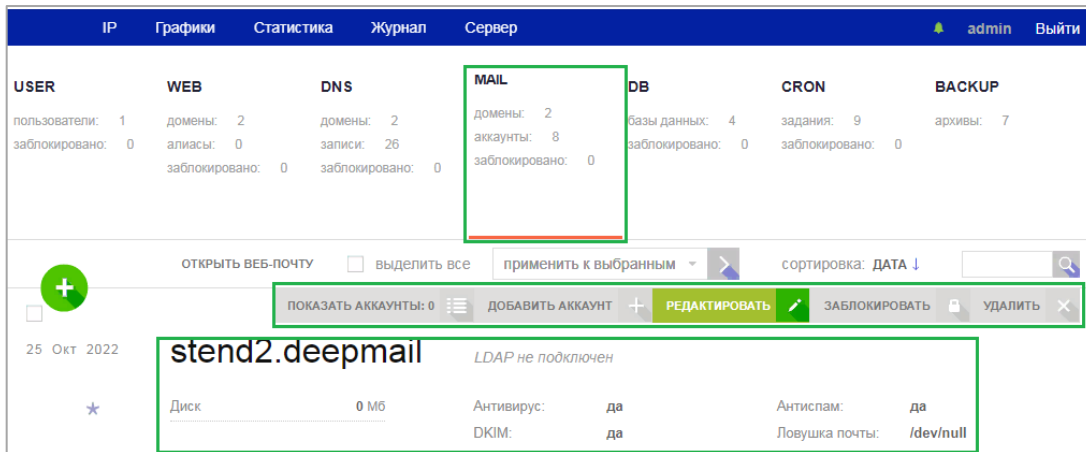 IP Графики Статистика Журнал Сервер admin Выйти
USER WEB DNS MAIL DB CRON BACKUP
пользователи: 1 домены: 2 домены: 2 домены: 2 базы данных: 4 задания: 9 архивы: 7
заблокировано: 0 алиасы: 0 записи: 26 аккаунты: 8 заблокировано: 0 заблокировано: 0
заблокировано: 0 заблокировано: 0 заблокировано: 0
ОТКРЫТЬ ВЕБ-ПОЧТУ выделить все применить к выбранным сортировка: ДАТА ↓
ПОКАЗАТЬ АККАУНТЫ: 0 ДОБАВИТЬ АККАУНТ РЕДАКТИРОВАТЬ ЗАБЛОКИРОВАТЬ УДАЛИТЬ
25 Окт 2022 stend2.deepmail LDAP не подключен
Диск 0 Мб Антивирус: да Антиспам: да
DKIM: да Ловушка почты: /dev/null